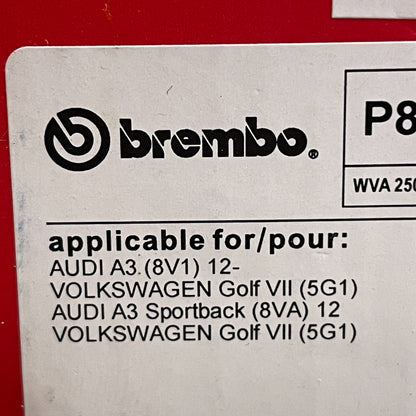 brembo.
P8
WVA 250
applicable for/pour:
AUDI A3 (8V1) 12-
VOLKSWAGEN Golf VII (5G1)
AUDI A3 Sportback (8VA) 12
VOLKSWAGEN Golf VII (5G1)